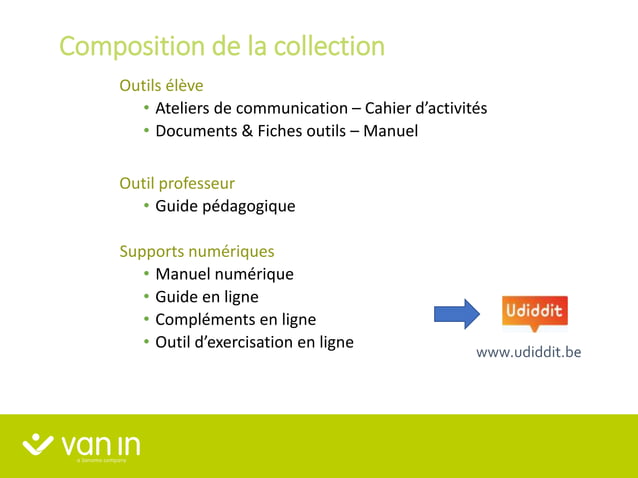 Composition de la collection
Outils élève
• Ateliers de communication – Cahier d’activités
• Documents & Fiches outils – Manuel
Outil professeur
• Guide pédagogique
Supports numériques
• Manuel numérique
• Guide en ligne
• Compléments en ligne
• Outil d’exercisation en ligne
Udiddit
www.udiddit.be
van in
a Sanoma company